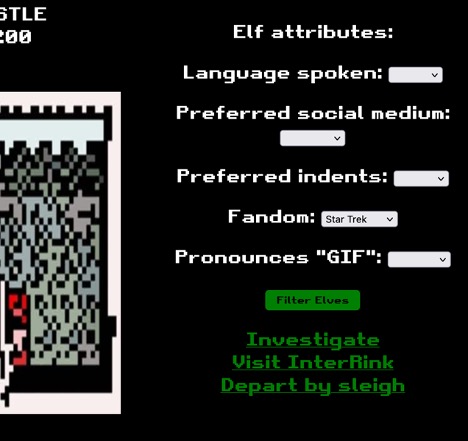 STLE
200
Elf attributes:
Language spoken:
Preferred social medium:
Preferred indents:
Fandom: Star Trek
Pronounces "GIF":
Filter Elves
Investigate
Visit InterRink
Depart by sleigh